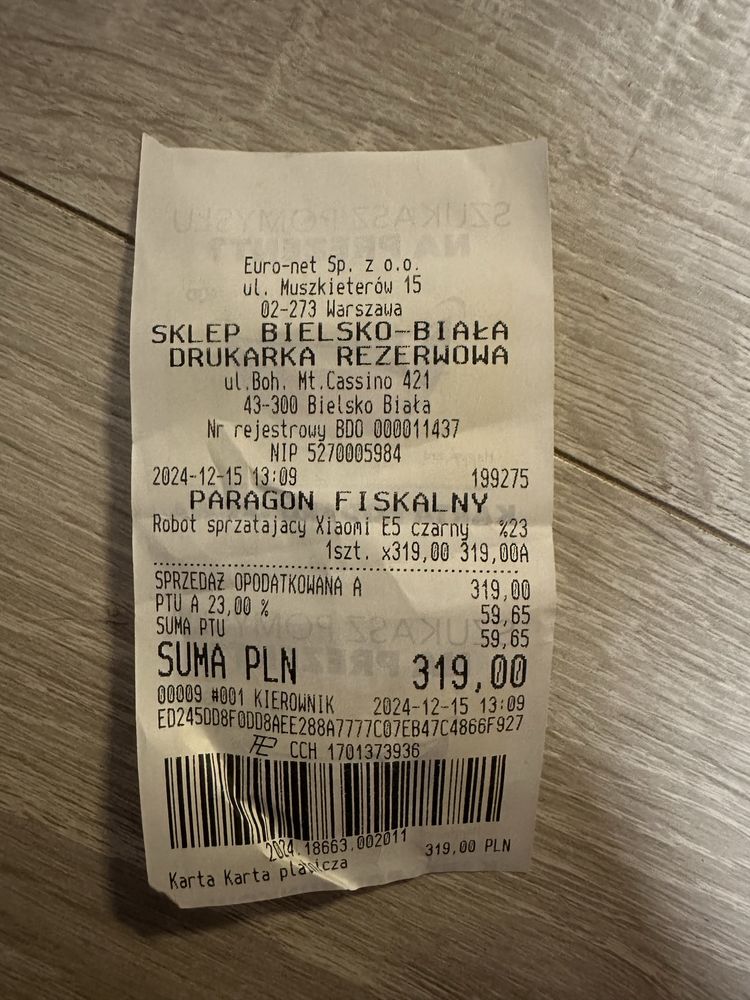 Euro-net Sp. z o.o.
ul. Muszkieterów 15
02-273 Warszawa
SKLEP BIELSKO-BIAŁA
DRUKARKA REZERWOWA
ul.Boh. Mt.Cassino 421
43-300 Bielsko Biała
Nr rejestrowy BDO 000011437
NIP 5270005984
2024-12-15 13:09 199275
PARAGON FISKALNY
Robot sprzatajacy Xiaomi E5 czarny %23
1szt. x319,00 319,00A
SPRZEDAŻ OPODATKOWANA A 319,00
PTU A 23,00 % 59,65
SUMA PTU 59,65
SUMA PLN 319,00
00009 #001 KIEROWNIK 2024-12-15 13:09
ED245DD8F0DD8AEE288A7777C07EB47C4866F927
CCH 1701373936
2024.18663.002011
Karta Karta platnicza 319,00 PLN